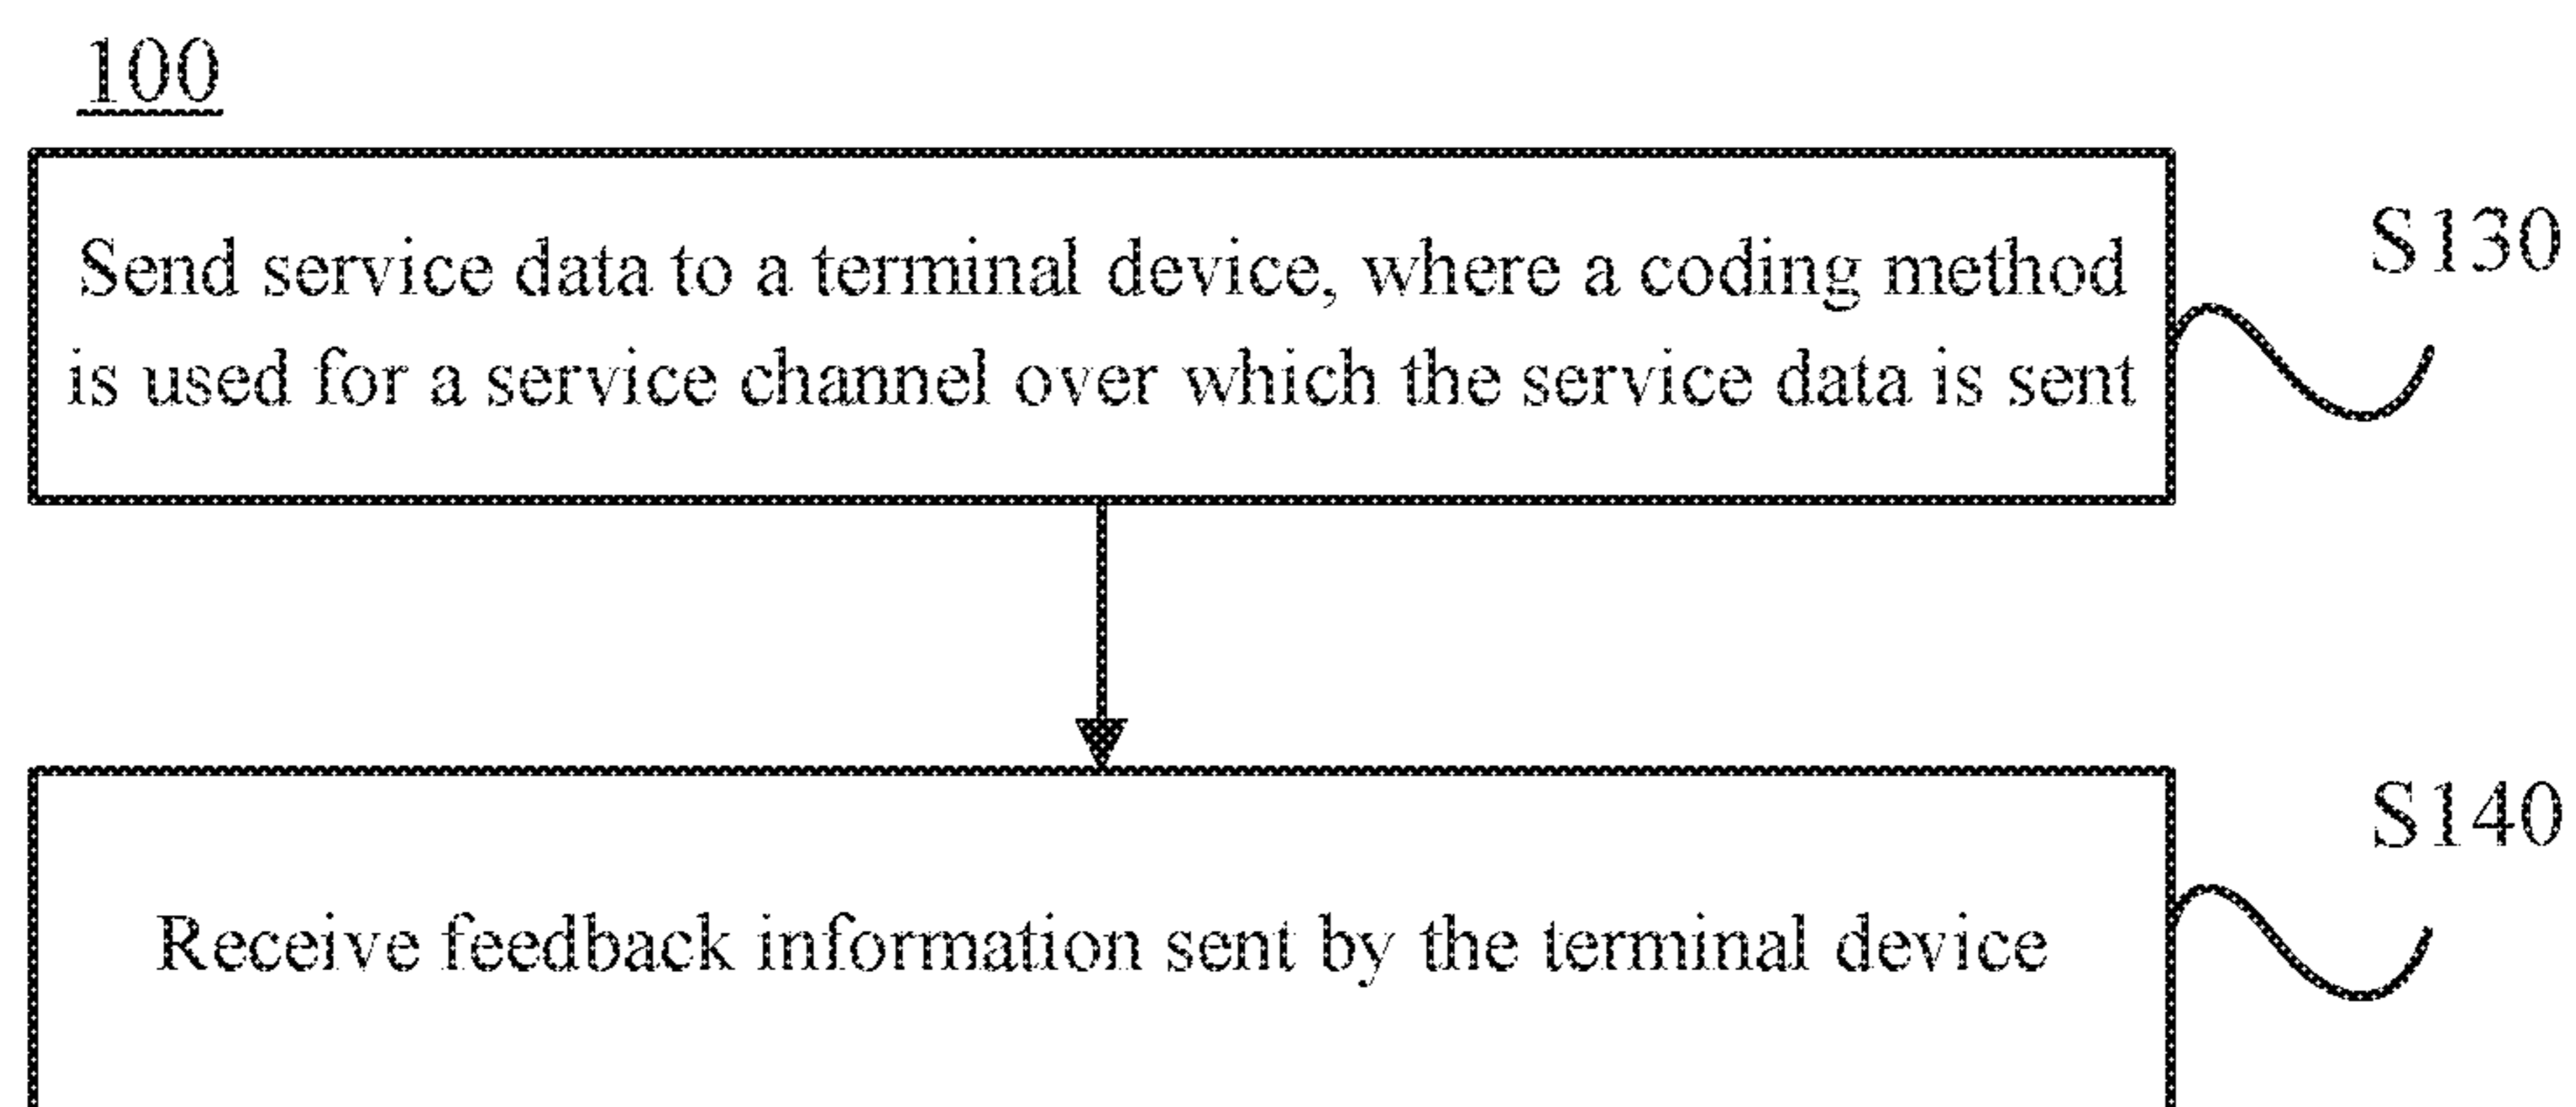 100
Send service data to a terminal device, where a coding method
is used for a service channel over which the service data is sent
S130
Receive feedback information sent by the terminal device
S140